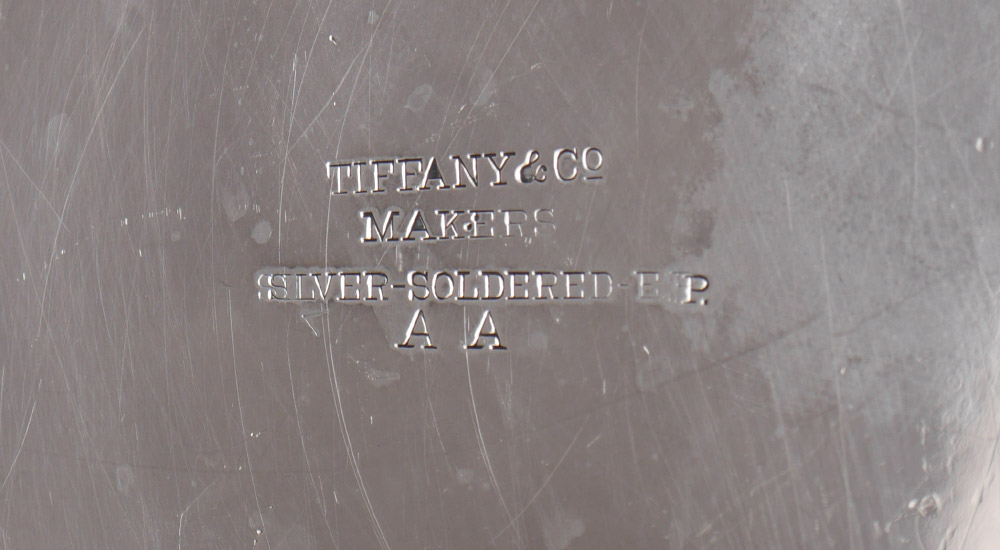 TIFFANY & Co
MAKERS
SILVER-SOLDERED-E.P.
A A